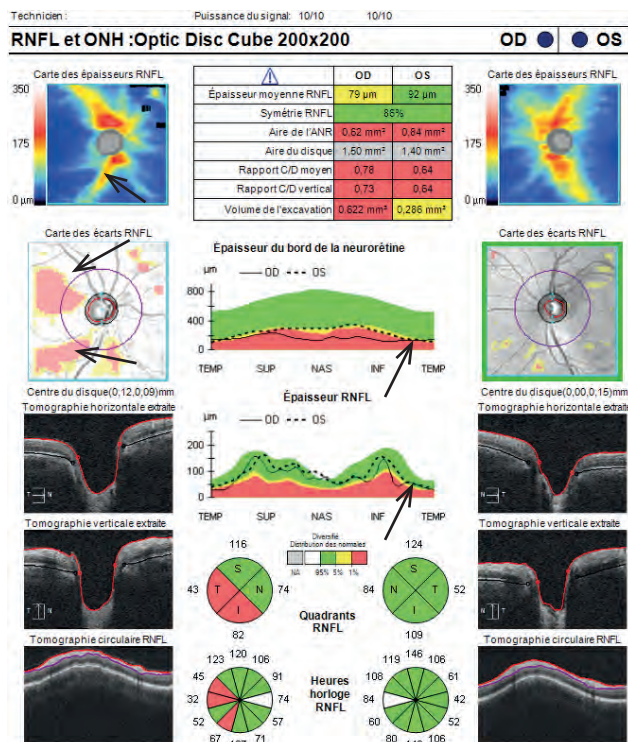 Technicien : Puissance du signal: 10/10 10/10
RNFL et ONH :Optic Disc Cube 200x200 OD OS
Carte des épaisseurs RNFL
350
175
0 µm
OD OS
Épaisseur moyenne RNFL 79 µm 92 µm
Symétrie RNFL 86%
Aire de l'ANR 0,62 mm² 0,84 mm²
Aire du disque 1,50 mm² 1,40 mm²
Rapport C/D moyen 0,78 0,64
Rapport C/D vertical 0,73 0,64
Volume de l'excavation 0,622 mm³ 0,286 mm³
Carte des épaisseurs RNFL
350
175
0 µm
Carte des écarts RNFL
Épaisseur du bord de la neurorétine
µm OD OS
800
400
0
TEMP SUP NAS INF TEMP
Carte des écarts RNFL
Centre du disque(0,12,0,09)mm
Tomographie horizontale extraite
T N
Épaisseur RNFL
µm OD OS
200
100
0
TEMP SUP NAS INF TEMP
Centre du disque(0,00,0,15)mm
Tomographie horizontale extraite
N T
Tomographie verticale extraite
I
Tomographie verticale extraite
I
Diversifié
Distribution des normales
NA 95% 5% 1%
116
43 S T N I 74
82
Quadrants
RNFL
124
84 S N T I 52
109
Tomographie circulaire RNFL
Heures
horloge
RNFL
120
123 106
45 91
32 74
52 57
67 71
146
119 106
108 61
84 42
60 52
80 106
Tomographie circulaire RNFL